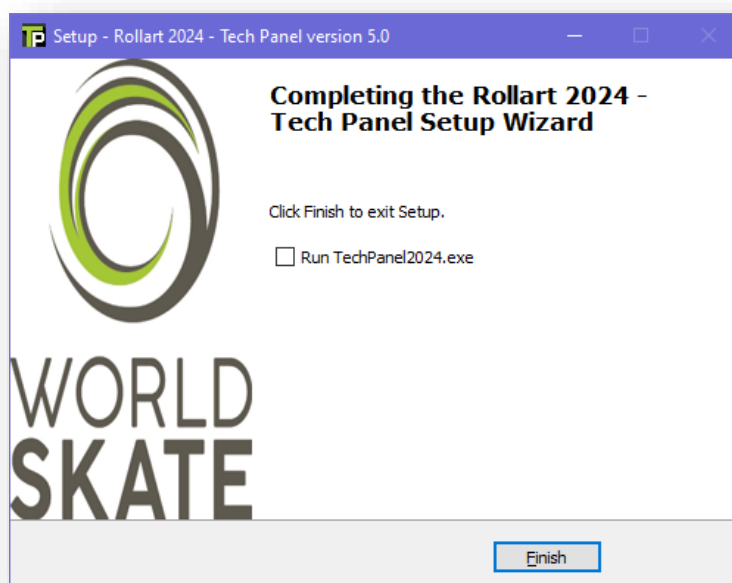 Setup - Rollart 2024 - Tech Panel version 5.0
Completing the Rollart 2024 -
Tech Panel Setup Wizard
Click Finish to exit Setup.
Run TechPanel2024.exe
WORLD
SKATE
Finish